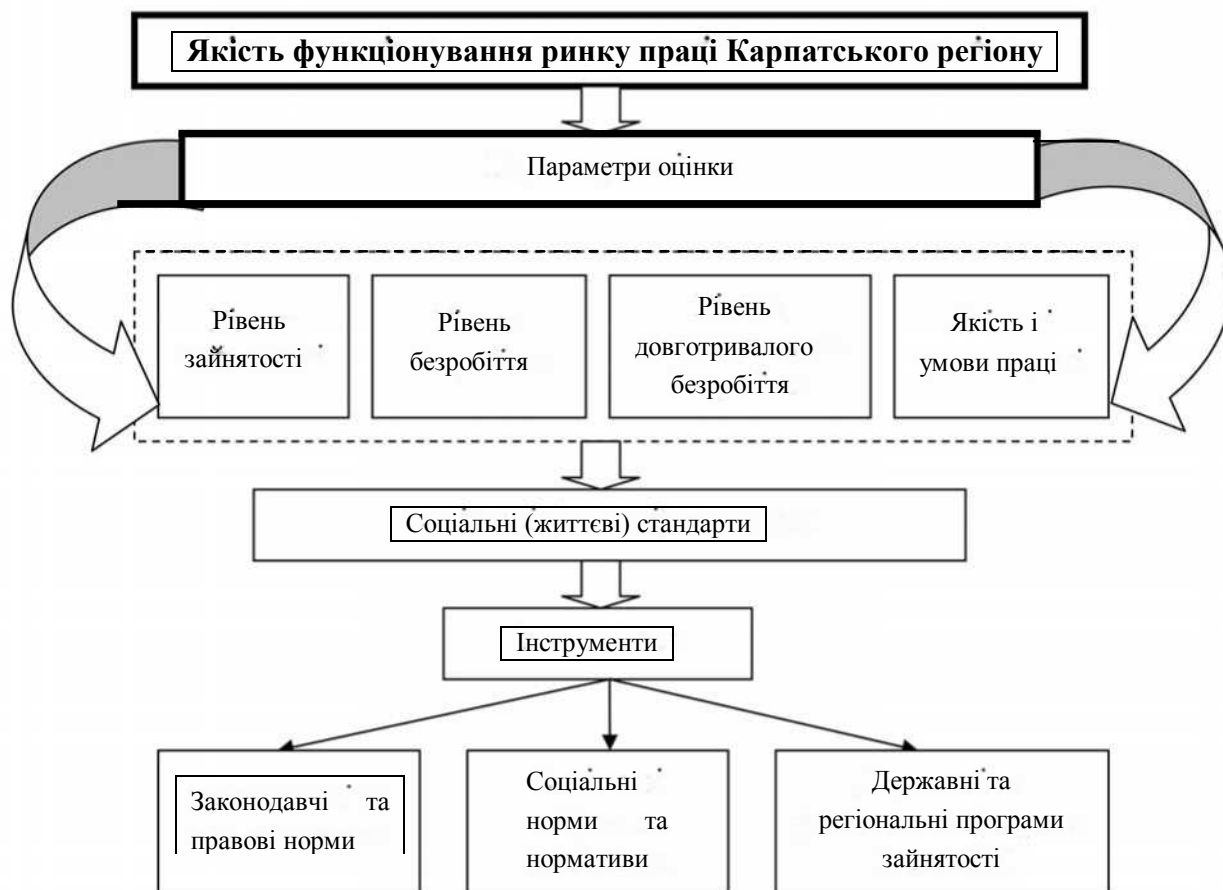 Якість функціонування ринку праці Карпатського регіону
Параметри оцінки
Рівень
зайнятості
Рівень
безробіття
Рівень
довготривалого
безробіття
Якість і
умови праці
Соціальні (життєві) стандарти
Інструменти
Законодавчі та
правові норми
Соціальні
норми та
нормативи
Державні та
регіональні програми
зайнятості